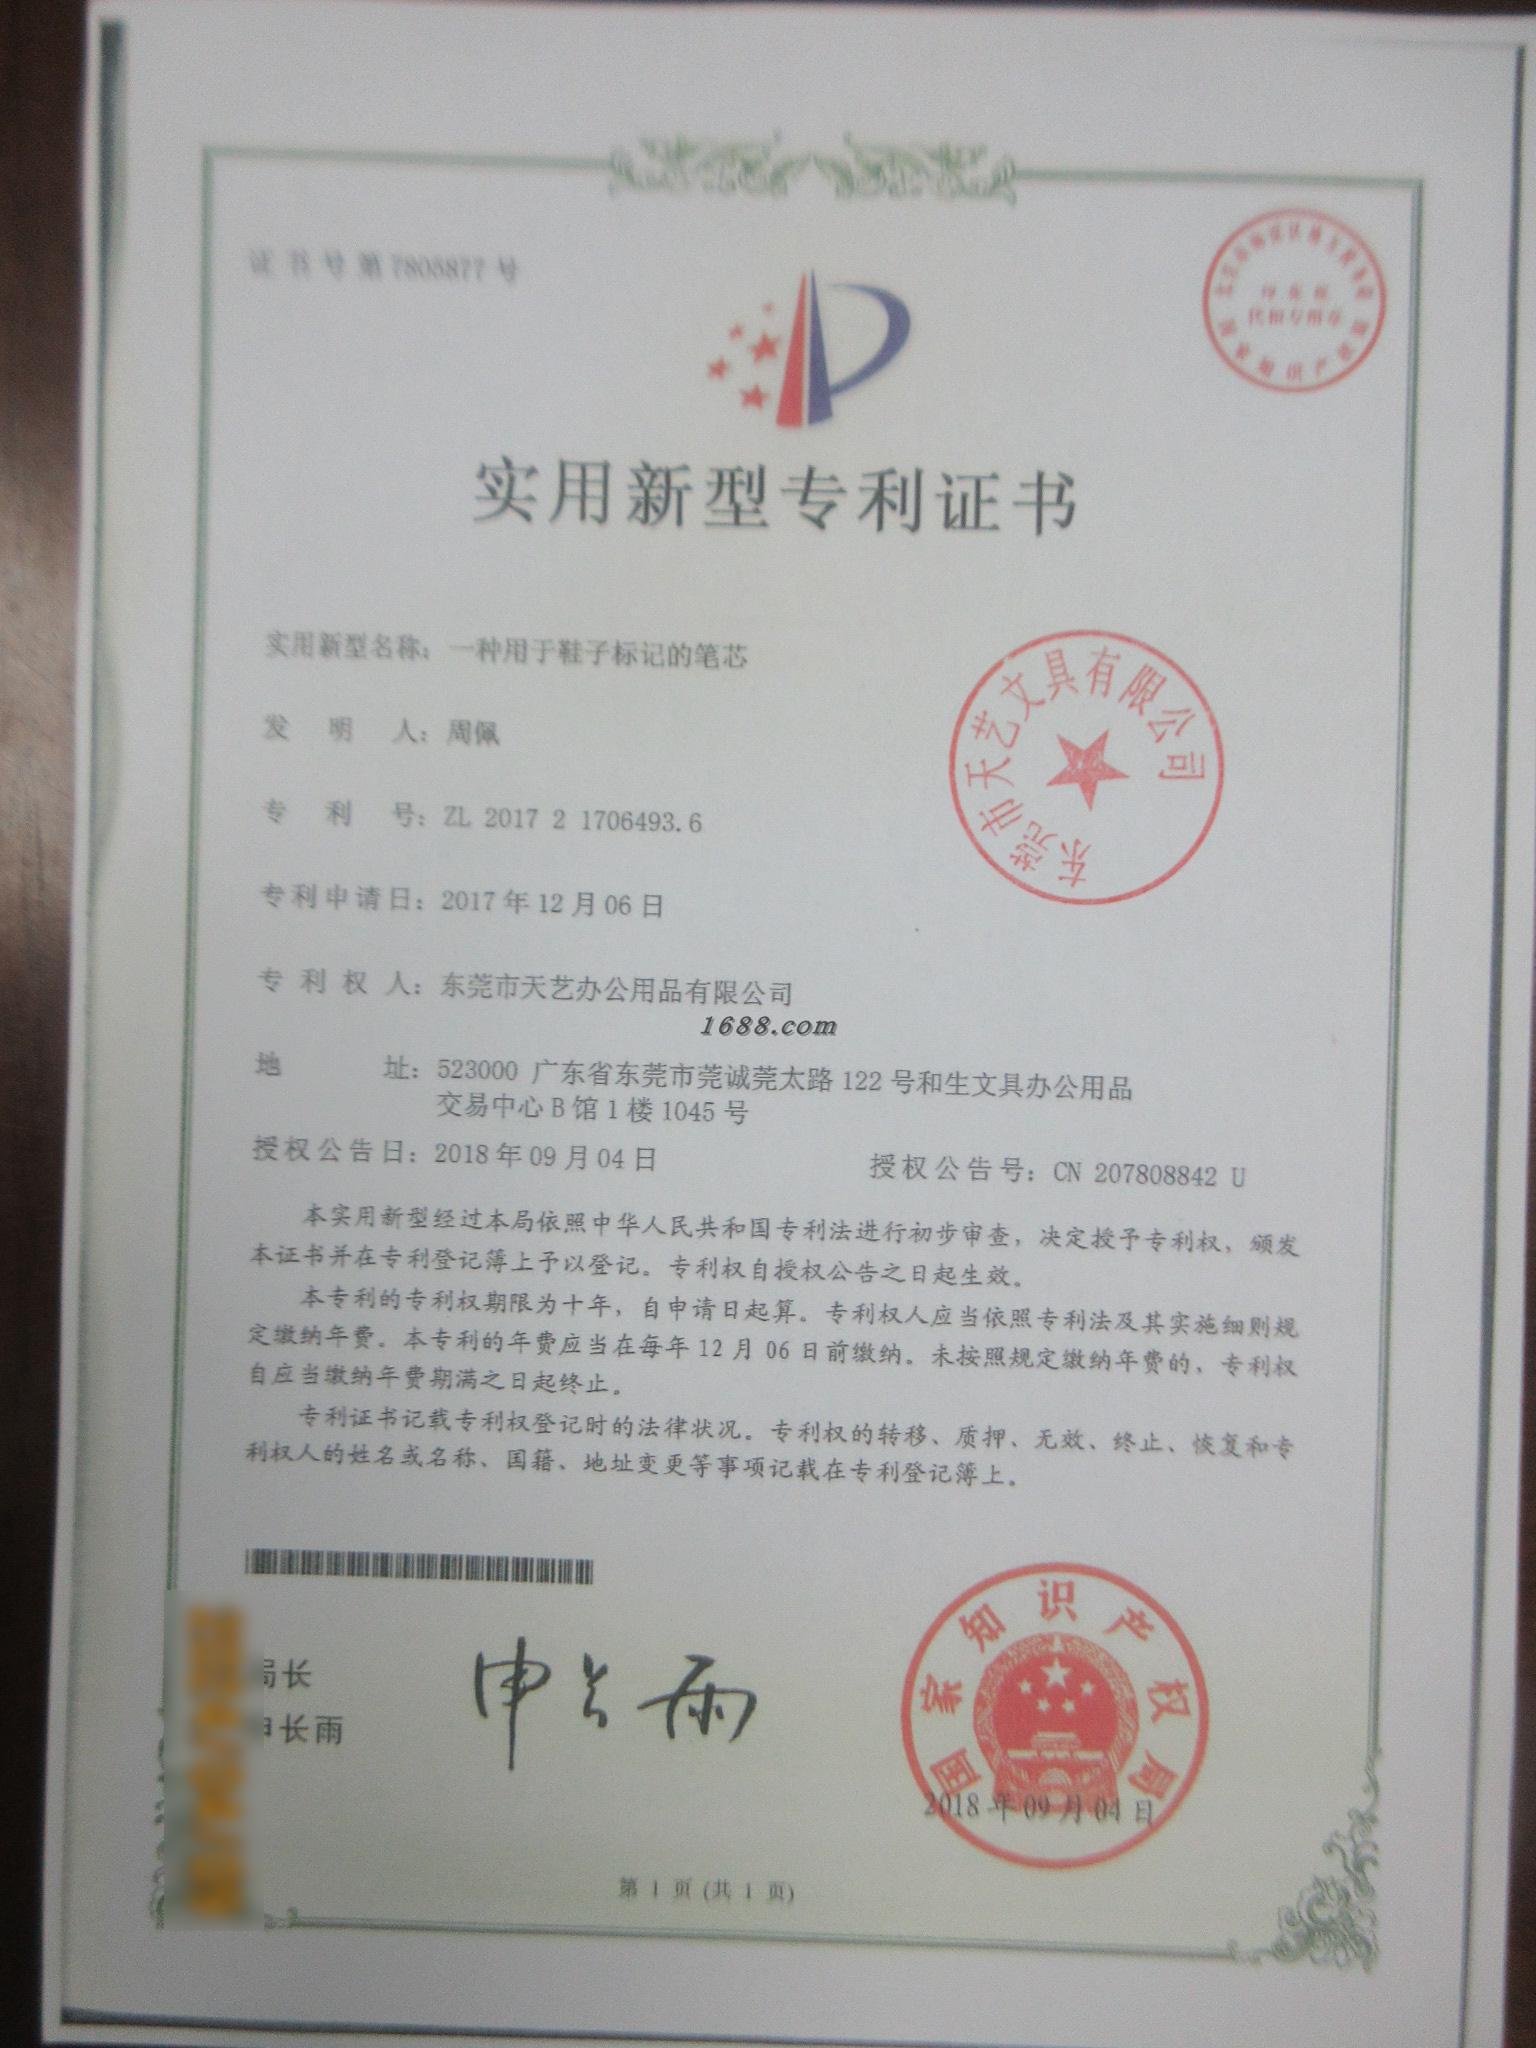 证书号第7805877号
实用新型专利证书
实用新型名称：一种用于鞋子标记的笔芯
发明人：周佩
专利号：ZL 2017 2 1706493.6
专利申请日：2017年12月06日
专利权人：东莞市天艺办公用品有限公司
1688.com
地址：523000 广东省东莞市莞诚莞太路122号和生文具办公用品
交易中心B馆1楼1045号
授权公告日：2018年09月04日 授权公告号：CN 207808842 U
东莞市天艺文具有限公司
本实用新型经过本局依照中华人民共和国专利法进行初步审查，决定授予专利权，颁发
本证书并在专利登记簿上予以登记。专利权自授权公告之日起生效。
本专利的专利权期限为十年，自申请日起算。专利权人应当依照专利法及其实施细则规
定缴纳年费。本专利的年费应当在每年12月06日前缴纳。未按照规定缴纳年费的，专利权
自应当缴纳年费期满之日起终止。
专利证书记载专利权登记时的法律状况。专利权的转移、质押、无效、终止、恢复和专
利权人的姓名或名称、国籍、地址变更等事项记载在专利登记簿上。
局长
申长雨
申长雨
国家知识产权局
2018年09月04日
第1页(共1页)